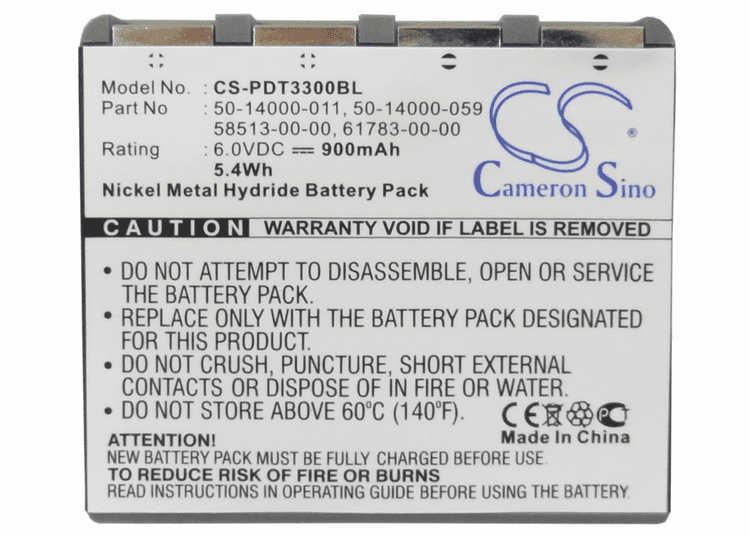 Model No. : CS-PDT3300BL
Part No : 50-14000-011, 50-14000-059
58513-00-00, 61783-00-00
Rating : 6.0VDC ⎓ 900mAh
5.4Wh
Nickel Metal Hydride Battery Pack
CS
Cameron Sino
CAUTION WARRANTY VOID IF LABEL IS REMOVED
• DO NOT ATTEMPT TO DISASSEMBLE, OPEN OR SERVICE
THE BATTERY PACK.
• REPLACE ONLY WITH THE BATTERY PACK DESIGNATED
FOR THIS EQUIPMENT.
• DO NOT CRUSH, PUNCTURE, SHORT EXTERNAL
CONTACTS OR DISPOSE OF IN FIRE OR WATER.
• DO NOT STORE ABOVE 60°C (140°F).
CE PCT
Made In China
ATTENTION!
NEW BATTERY PACK MUST BE FULLY CHARGED BEFORE USING
TO REDUCE RISK OF FIRE OR BURNS
READ INSTRUCTIONS IN OPERATING GUIDE BEFORE USING BATTERY